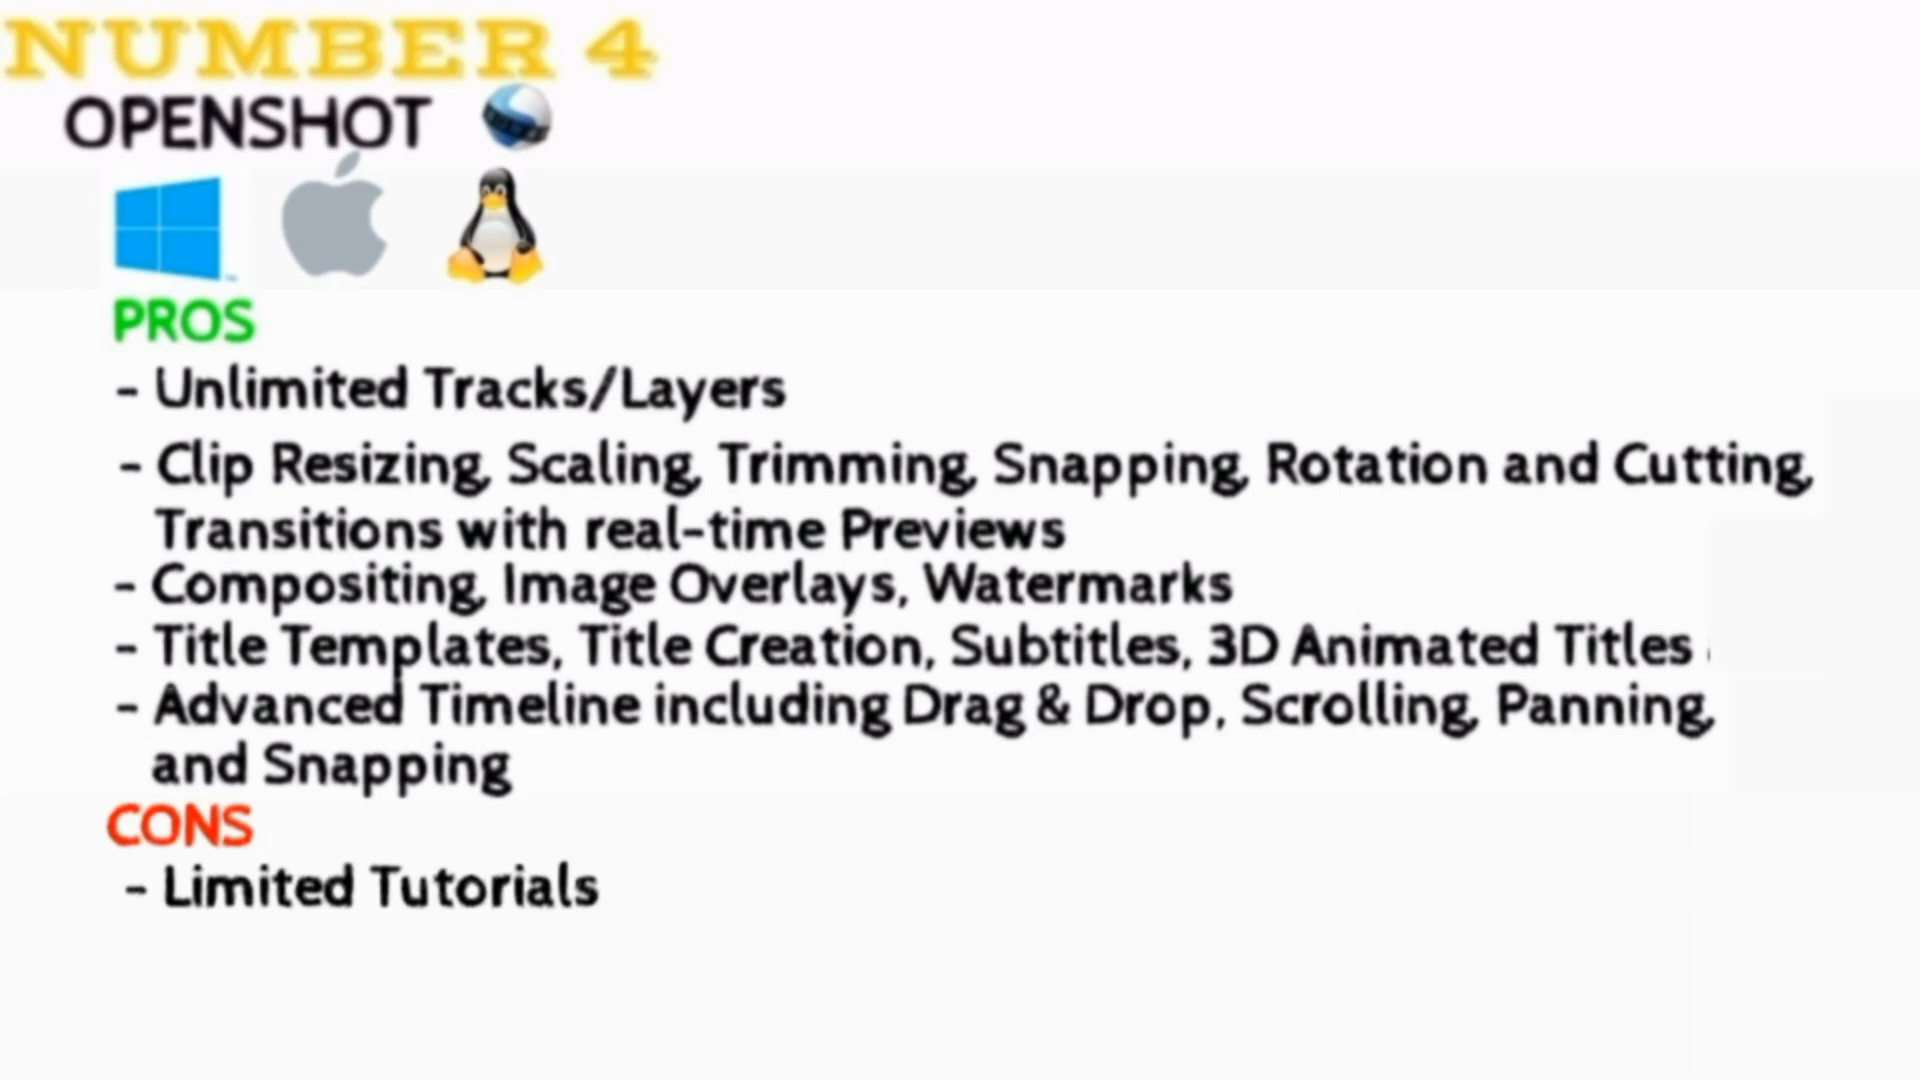 NUMBER 4
OPENSHOT
PROS
- Unlimited Tracks/Layers
- Clip Resizing, Scaling, Trimming, Snapping, Rotation and Cutting,
Transitions with real-time Previews
- Compositing, Image Overlays, Watermarks
- Title Templates, Title Creation, Subtitles, 3D Animated Titles
- Advanced Timeline including Drag & Drop, Scrolling, Panning,
and Snapping
CONS
- Limited Tutorials